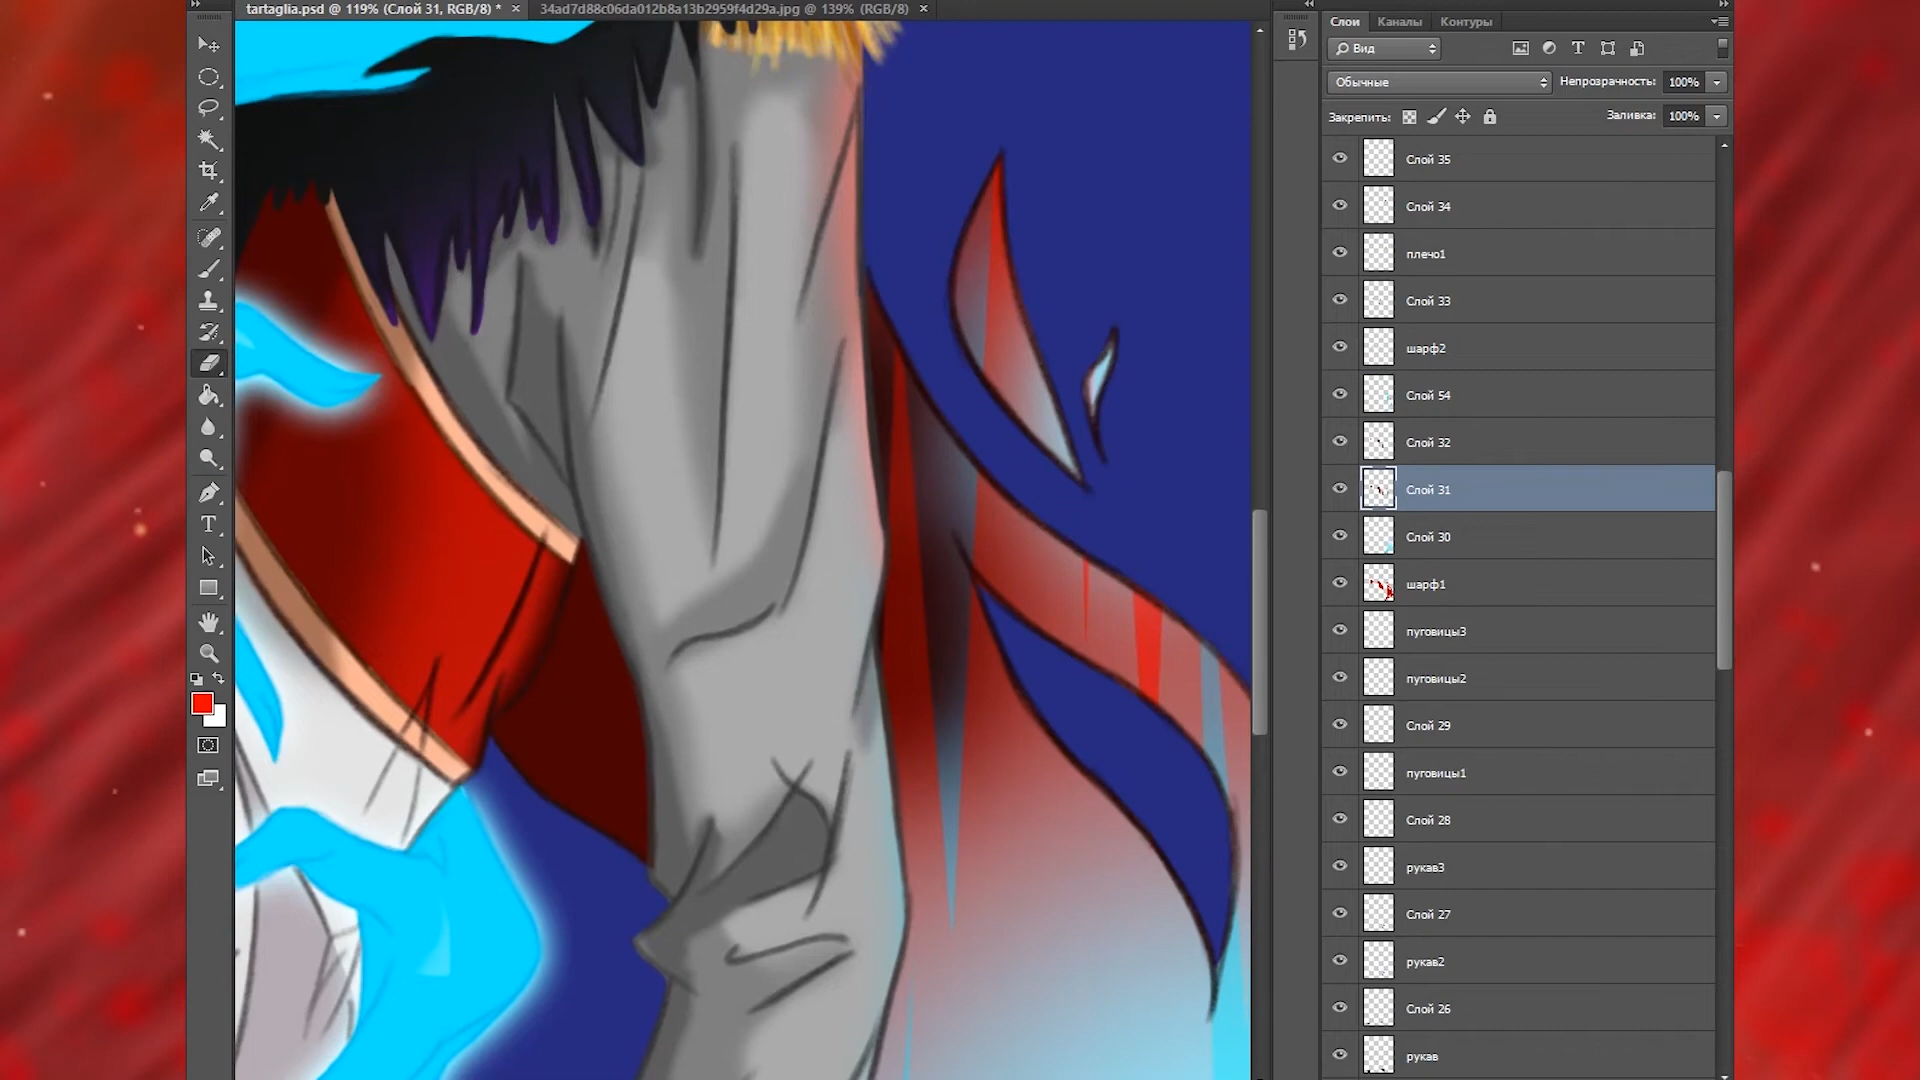 tartaglia.psd @ 119% (Слой 31, RGB/8) *
34ad7d88c06da012b8a13b2959f4d29a.jpg @ 139% (RGB/8)
Слои
Каналы
Контуры
Вид
Обычные
Непрозрачность: 100%
Закрепить:
Заливка: 100%
Слой 35
Слой 34
плечо1
Слой 33
шарф2
Слой 54
Слой 32
Слой 31
Слой 30
шарф1
пуговицы3
пуговицы2
Слой 29
пуговицы1
Слой 28
рукав3
Слой 27
рукав2
Слой 26
рукав